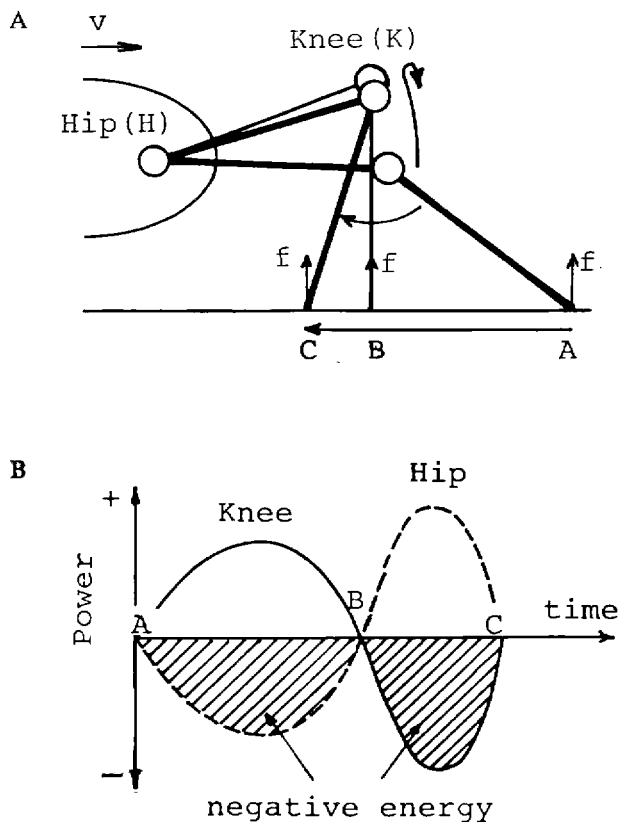 A
v
Knee(K)
Hip(H)
f
f
f
C
B
A
B
Hip
+
Knee
B
time
A
C
Power
−
negative energy